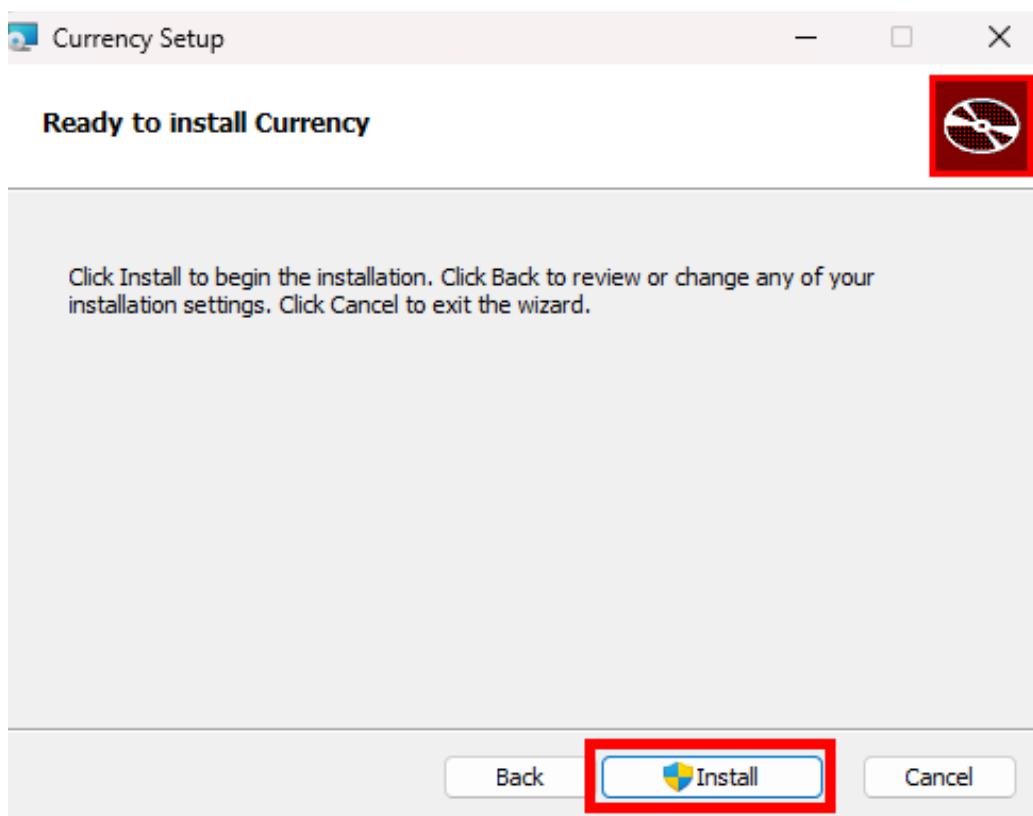 Currency Setup
Ready to install Currency
Click Install to begin the installation. Click Back to review or change any of your
installation settings. Click Cancel to exit the wizard.
Back
Install
Cancel